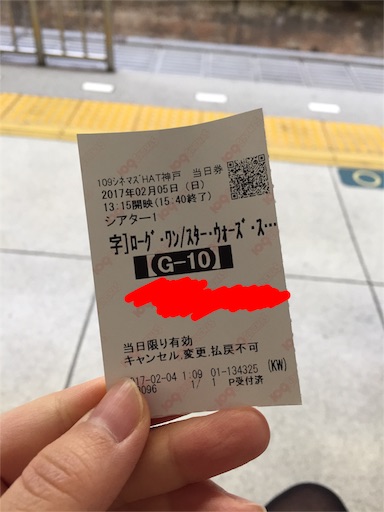 109シネマズHAT神戸 当日券
2017年02月05日 (日)
13:15開映(15:40終了)
シアター1
字]ローグ・ワン/スター・ウォーズ・ス…
(G-10)
当日限り有効
キャンセル,変更,払戻不可
017-02-04 1:09 01-134325 (KW)
0096 1/ 1 P受付済